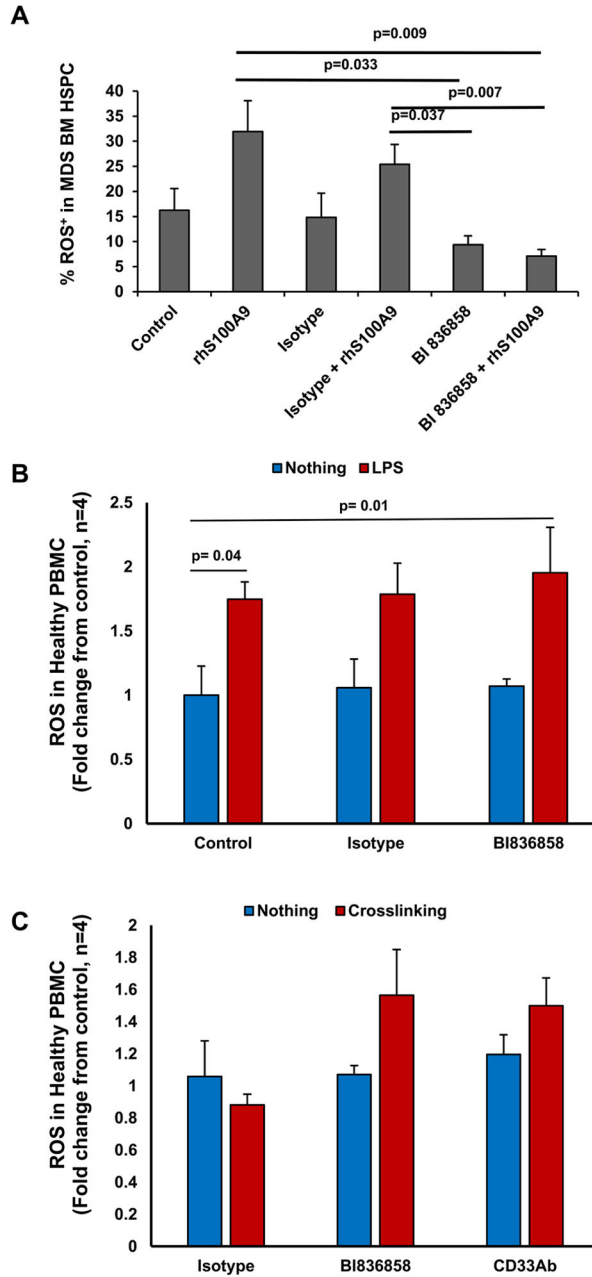 A
p=0.009
p=0.033
p=0.007
p=0.037
% ROS⁺ in MDS BM HSPC
40
35
30
25
20
15
10
5
0
Control
rhS100A9
Isotype
Isotype + rhS100A9
BI 836858
BI 836858 + rhS100A9
B
Nothing LPS
ROS in Healthy PBMC
(Fold change from control, n=4)
2.5
2
1.5
1
0.5
0
p= 0.01
p= 0.04
Control Isotype BI836858
C
Nothing Crosslinking
ROS in Healthy PBMC
(Fold change from control, n=4)
2
1.8
1.6
1.4
1.2
1
0.8
0.6
0.4
0.2
0
Isotype BI836858 CD33Ab